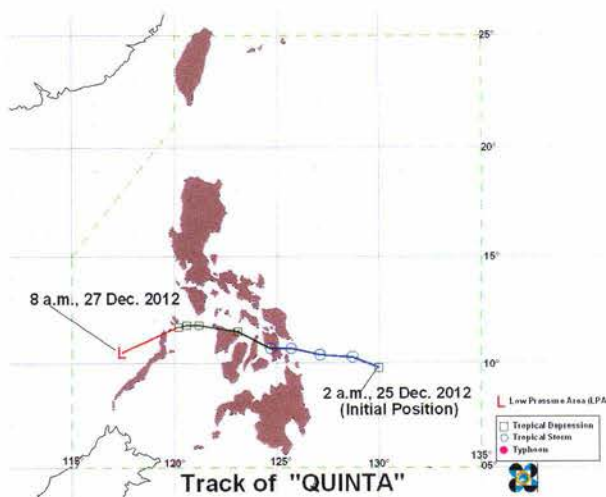 25°
20°
15°
8 a.m., 27 Dec. 2012
L
10°
2 a.m., 25 Dec. 2012
(Initial Position)
L Low Pressure Area (LPA)
Tropical Depression
Tropical Storm
Typhoon
115° 120° 125° 130° 135° 05°
Track of "QUINTA"